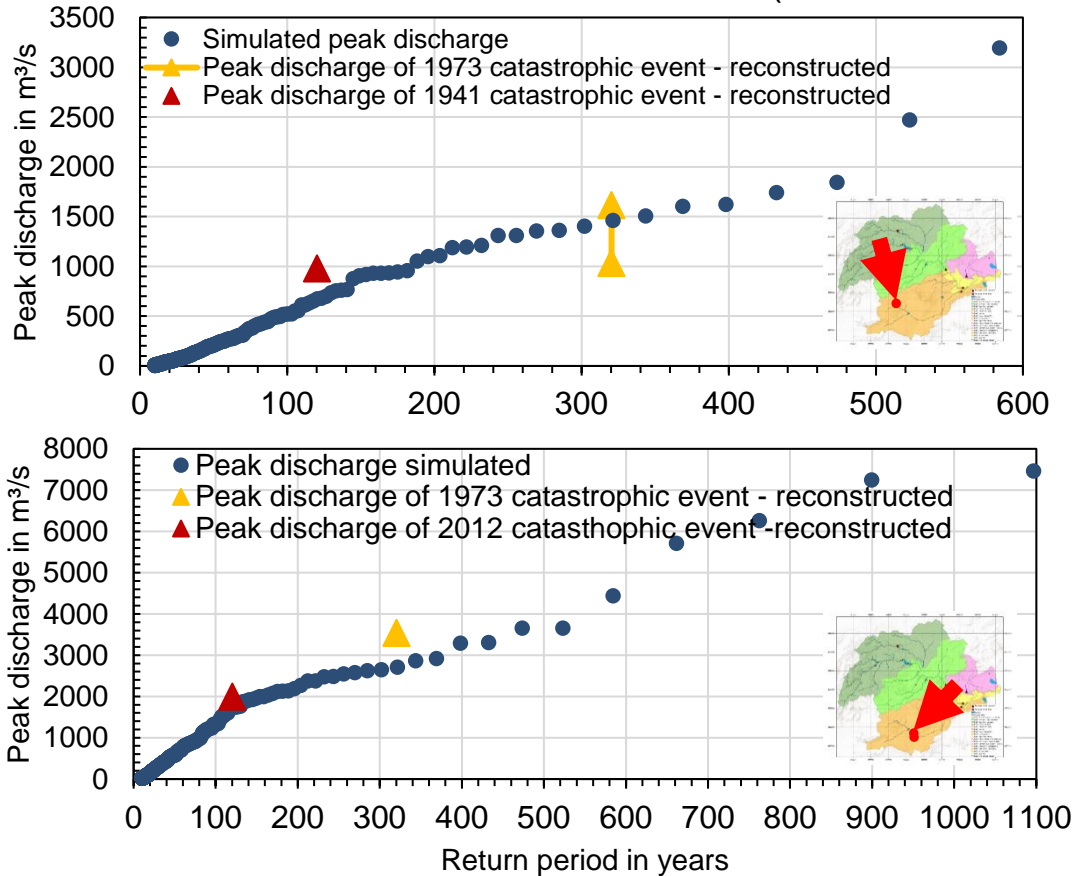 (
Peak discharge in m³/s
3500
3000
2500
2000
1500
1000
500
0
Simulated peak discharge
Peak discharge of 1973 catastrophic event - reconstructed
Peak discharge of 1941 catastrophic event - reconstructed
0 100 200 300 400 500 600
Peak discharge in m³/s
8000
7000
6000
5000
4000
3000
2000
1000
0
Peak discharge simulated
Peak discharge of 1973 catastrophic event - reconstructed
Peak discharge of 2012 catasthophic event -reconstructed
0 100 200 300 400 500 600 700 800 900 1000 1100
Return period in years